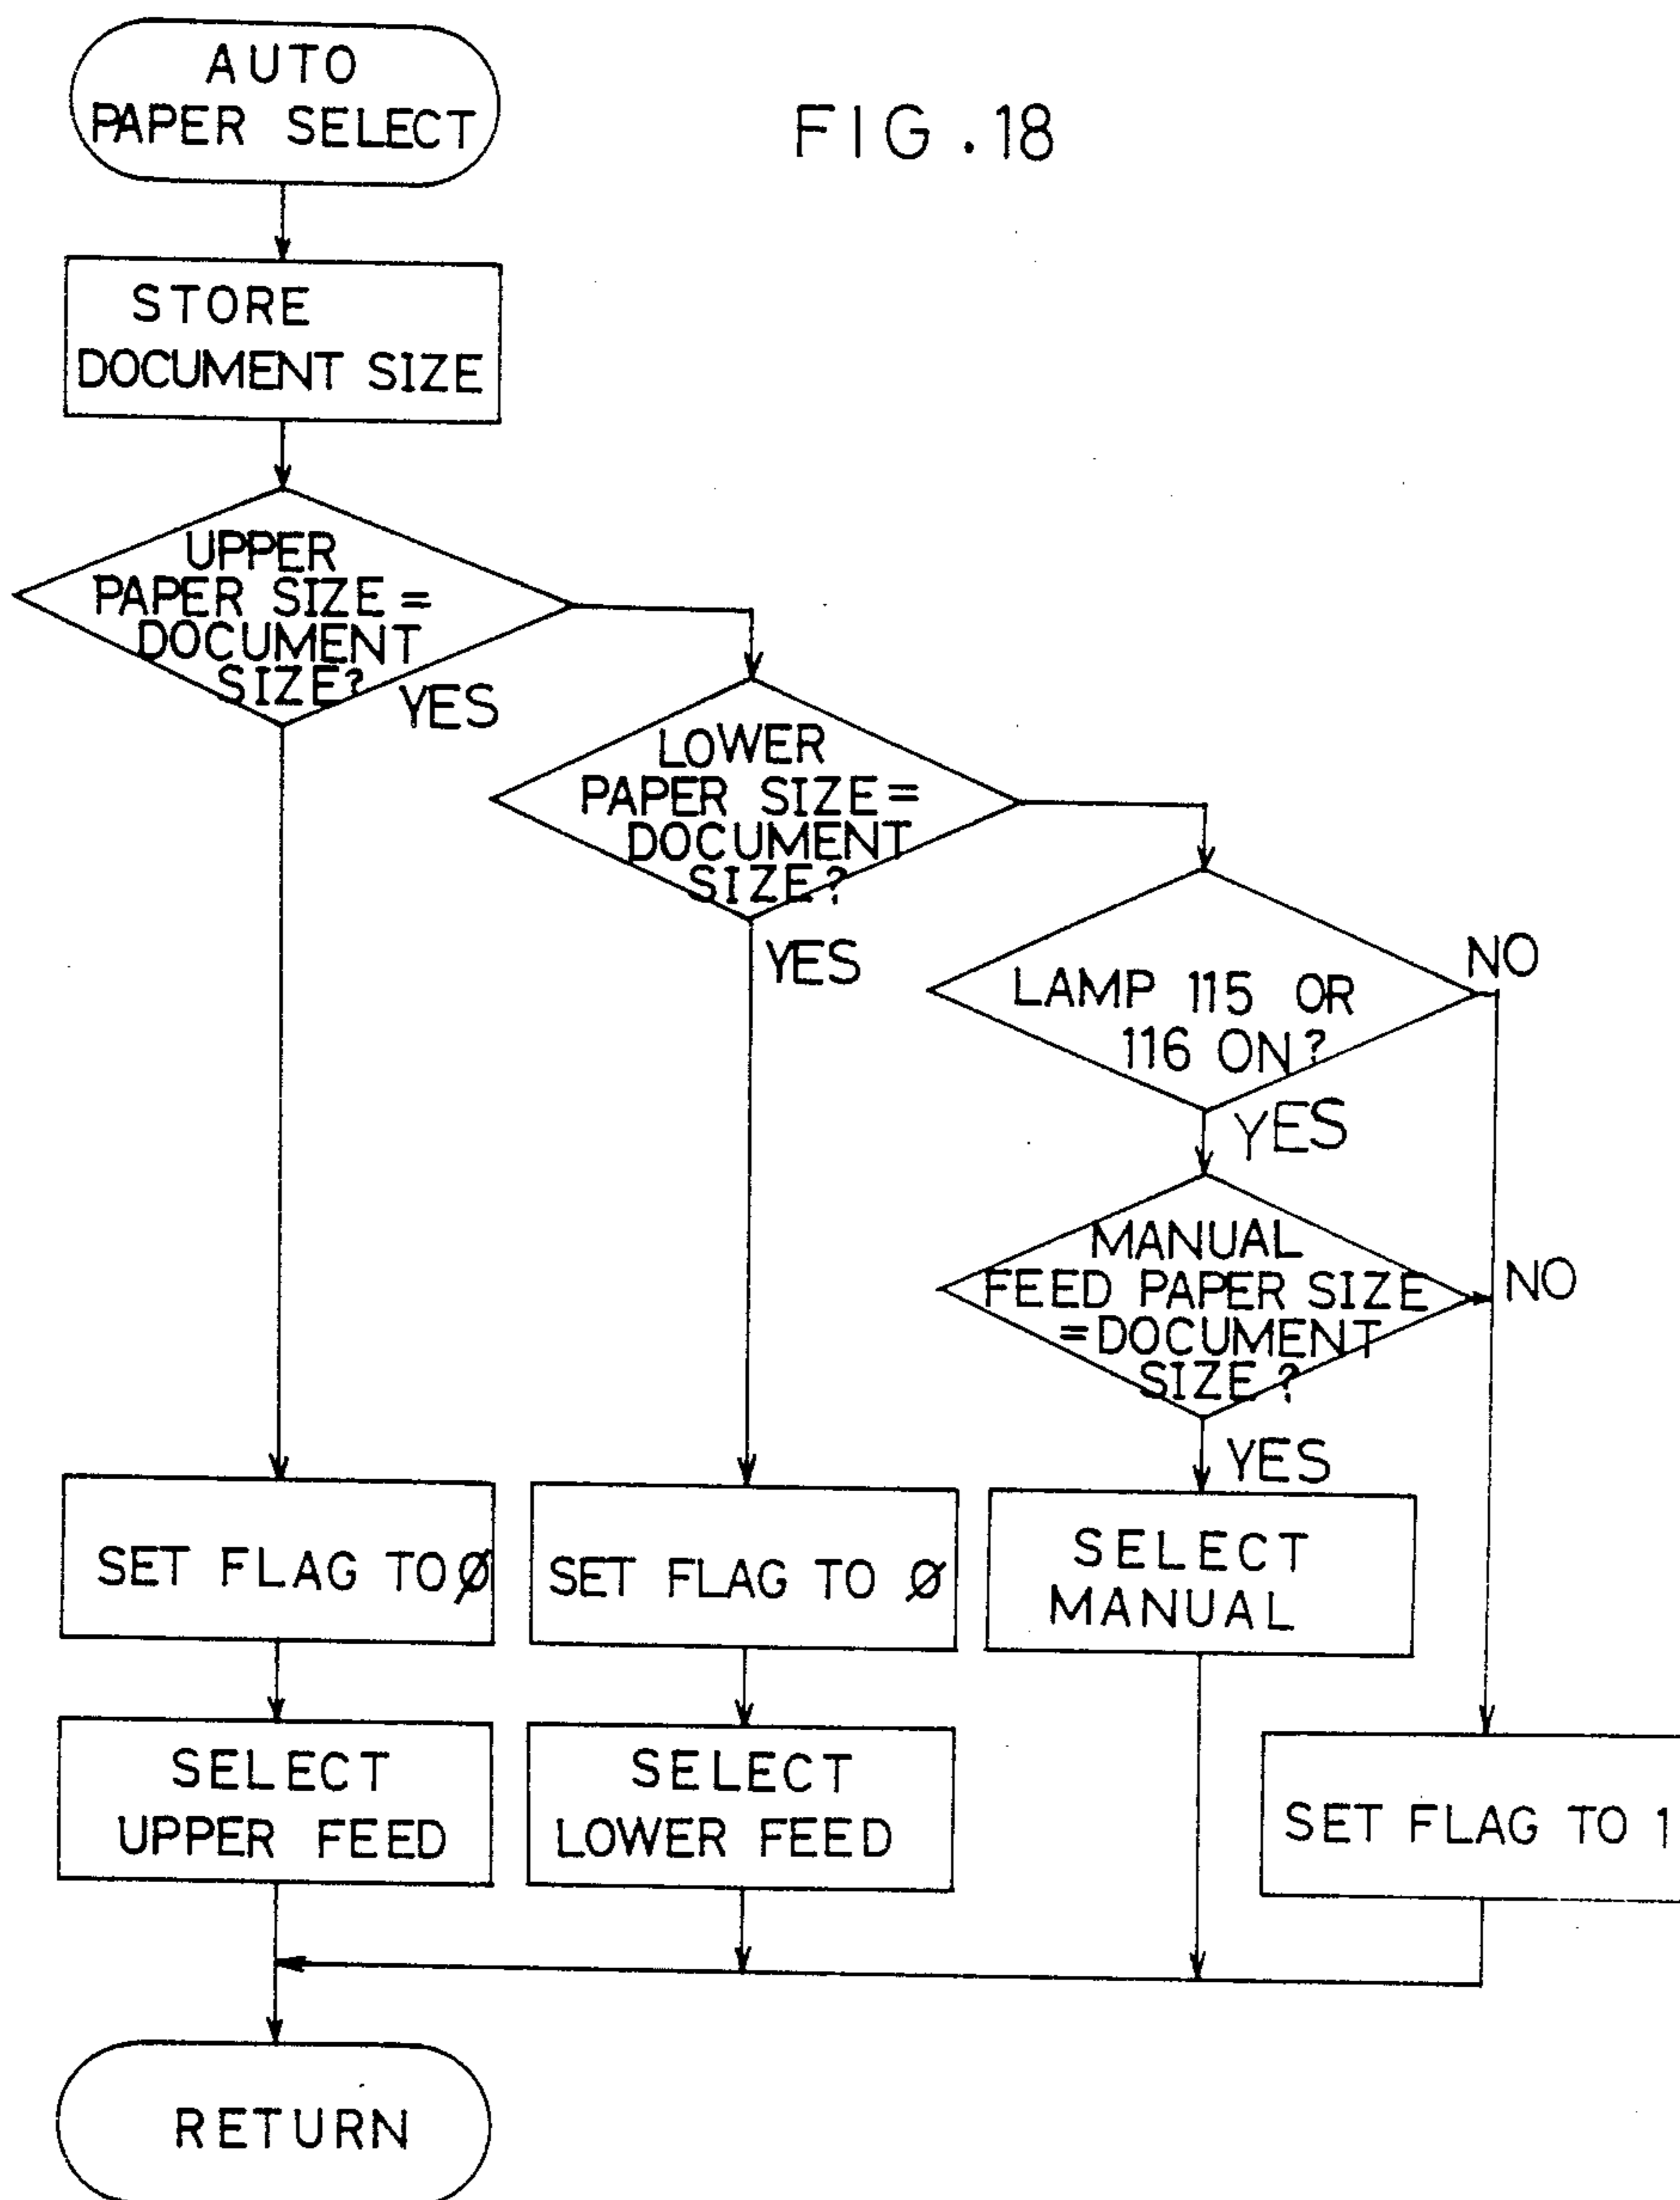 AUTO
PAPER SELECT
FIG.18
STORE
DOCUMENT SIZE
UPPER
PAPER SIZE =
DOCUMENT
SIZE?
YES
LOWER
PAPER SIZE =
DOCUMENT
SIZE?
YES
LAMP 115 OR
116 ON?
NO
YES
MANUAL
FEED PAPER SIZE
=DOCUMENT
SIZE?
NO
YES
SET FLAG TO Ø
SET FLAG TO Ø
SELECT
MANUAL
SELECT
UPPER FEED
SELECT
LOWER FEED
SET FLAG TO 1
RETURN